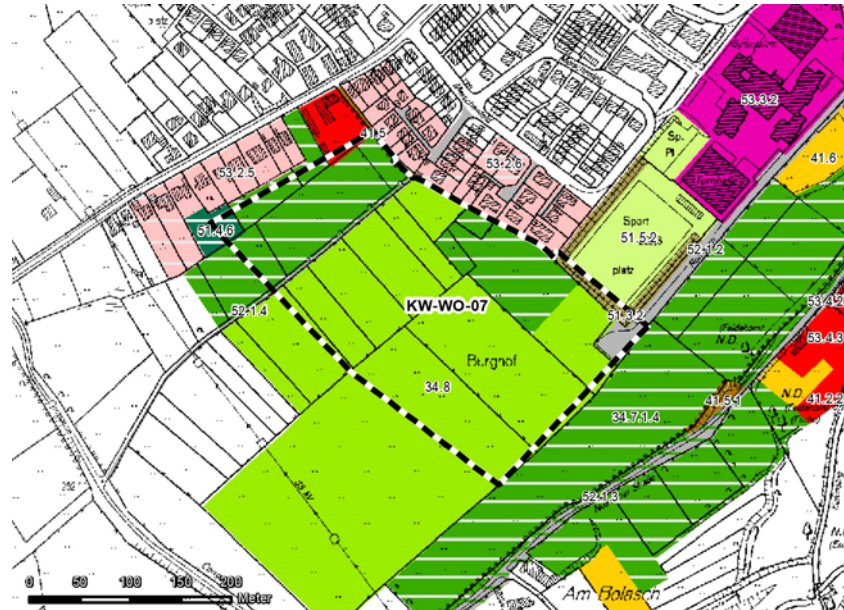 53.3.2
Sp.-
Pl
41.6
41.5
53-2.6
53-2.5
Sport
51.5.2
platz
52-1-2
51.4.6
52-1.4
KW-WO-07
51.3.2
53.4.2
53.4.3
N.D.
Burghof
34.8
N.D.
41.5.1
41.2.2
34.7.1.4
52-1.3
Am Bolasch
0 50 100 150 200
Meter